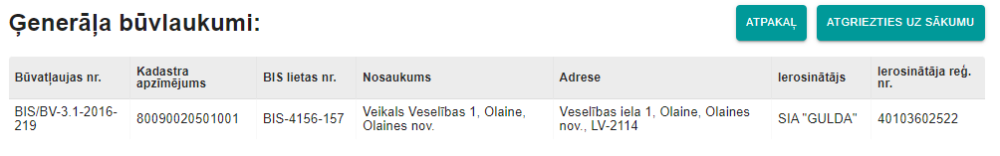 Ģenerāļa būvlaukumi:
ATPAKAĻ
ATGRIEZTIES UZ SĀKUMU
Būvatļaujas nr.
Kadastra
apzīmējums
BIS lietas nr.
Nosaukums
Adrese
Ierosinātājs
Ierosinātāja reģ.
nr.
BIS/BV-3.1-2016-
219
80090020501001
BIS-4156-157
Veikals Veselības 1, Olaine,
Olaines nov.
Veselības iela 1, Olaine, Olaines
nov., LV-2114
SIA "GULDA"
40103602522